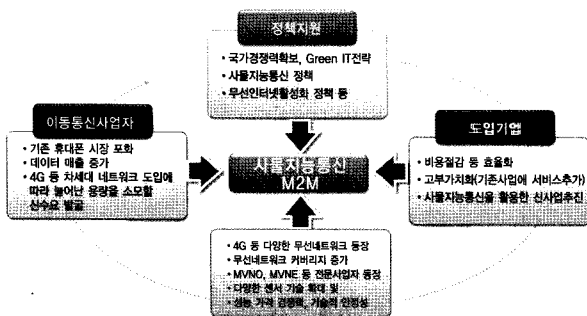 정책지원
• 국가경쟁력확보, Green IT전략
• 사물지능통신 정책
• 무선인터넷활성화 정책 등
이동통신사업자
• 기존 휴대폰 시장 포화
• 데이터 매출 증가
• 4G 등 차세대 네트워크 도입에
따라 늘어난 용량을 소모할
신수요 발굴
사물지능통신
M2M
도입기업
• 비용절감 등 효율화
• 고부가치화(기존사업에 서비스추가)
• 사물지능통신을 활용한 신사업추진
• 4G 등 다양한 무선네트워크 등장
• 무선네트워크 커버리지 증가
• MVNO, MVNE 등 전문사업자 등장
• 다양한 센서 기술 확대 및
• 성능 가격 경쟁력, 기술적 안정성